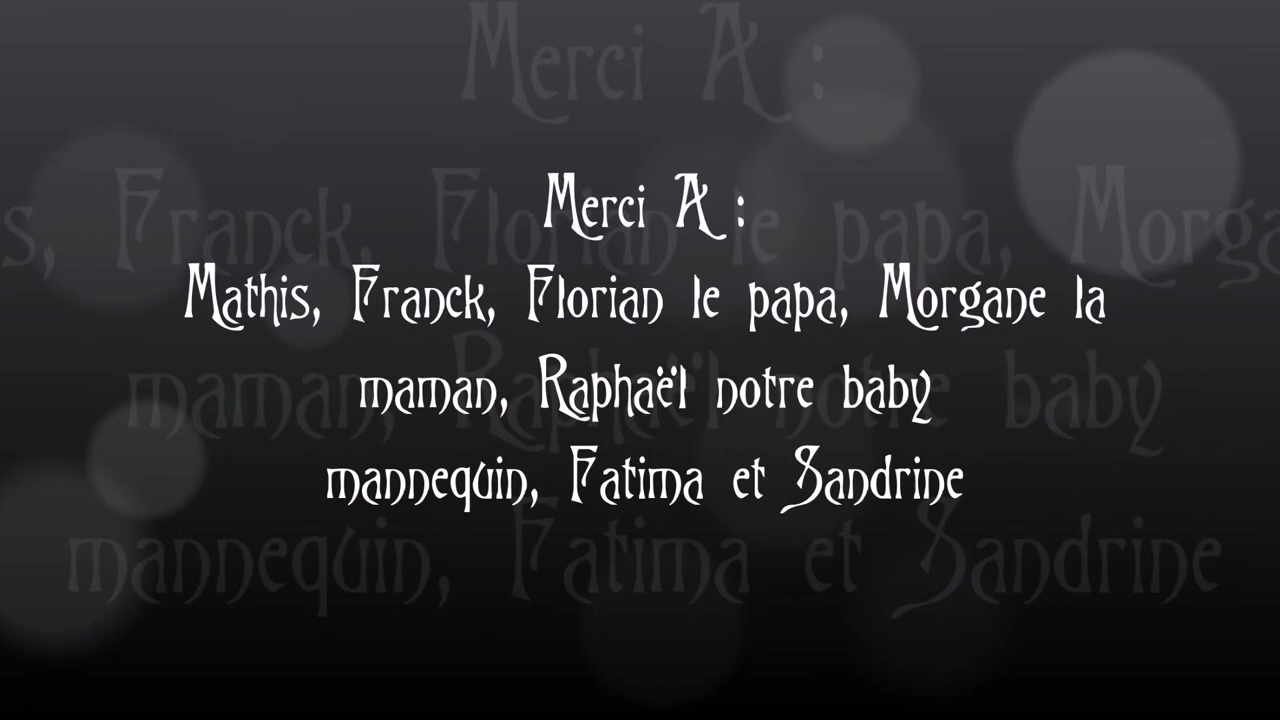 Merci A :
Mathis, Franck, Florian le papa, Morgane la
maman, Raphaël notre baby
mannequin, Fatima et Sandrine